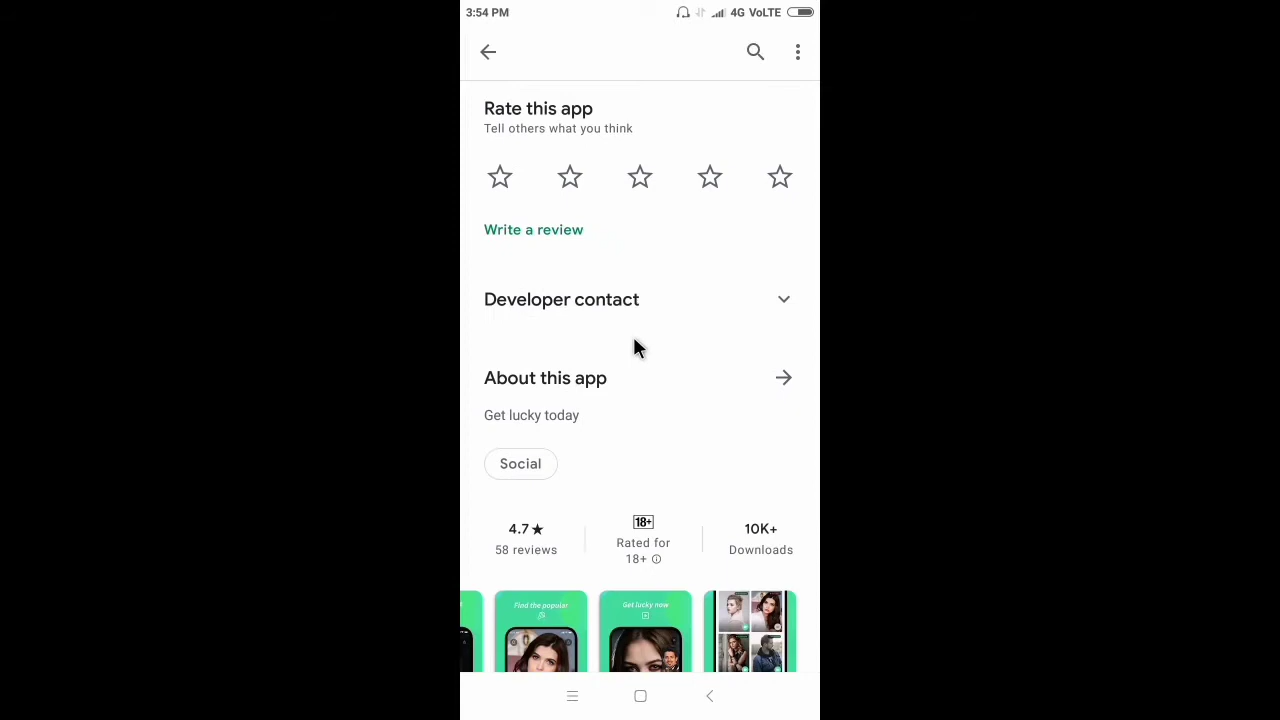 3:54 PM 4G VoLTE
Rate this app
Tell others what you think
Write a review
Developer contact
About this app
Get lucky today
Social
4.7★ 18+ 10K+
58 reviews Rated for 18+ Downloads
Find the popular Get lucky now